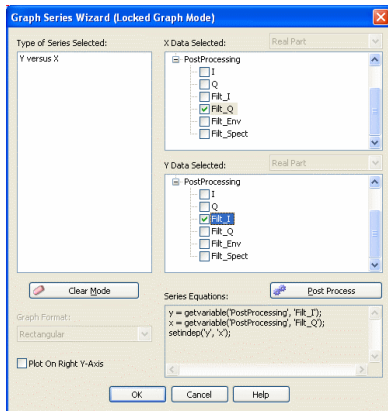 Graph Series Wizard (Locked Graph Mode)
Type of Series Selected:
Y versus X
X Data Selected:
Real Part
PostProcessing
I
Q
Filt_I
Filt_Q
Filt_Env
Filt_Spect
Y Data Selected:
Real Part
PostProcessing
I
Q
Filt_I
Filt_Q
Filt_Env
Filt_Spect
Clear Mode
Post Process
Graph Format:
Rectangular
Plot On Right Y-Axis
Series Equations:
y = getvariable('PostProcessing', 'Filt_I');
x = getvariable('PostProcessing', 'Filt_Q');
setindep('y', 'x');
OK
Cancel
Help